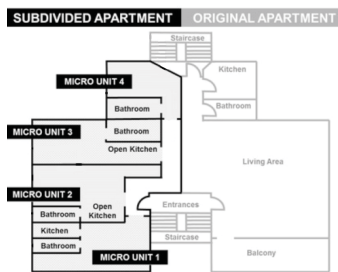 SUBDIVIDED APARTMENT ORIGINAL APARTMENT
Staircase
Kitchen
MICRO UNIT 4
Bathroom
Bathroom
MICRO UNIT 3
Bathroom
Open Kitchen
Living Area
MICRO UNIT 2
Open
Kitchen
Entrances
Bathroom
Kitchen
Staircase
Bathroom
MICRO UNIT 1
Balcony